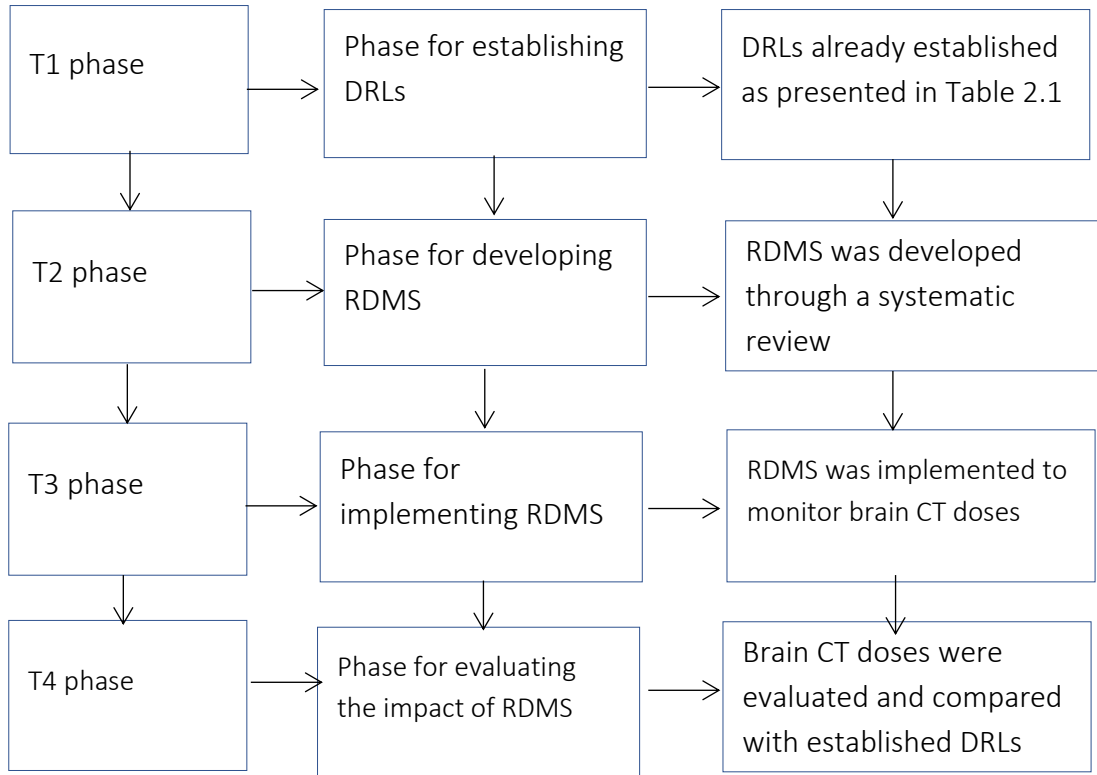 T1 phase
Phase for establishing
DRLs
DRLs already established
as presented in Table 2.1
T2 phase
Phase for developing
RDMS
RDMS was developed
through a systematic
review
T3 phase
Phase for
implementing RDMS
RDMS was implemented to
monitor brain CT doses
T4 phase
Phase for evaluating
the impact of RDMS
Brain CT doses were
evaluated and compared
with established DRLs